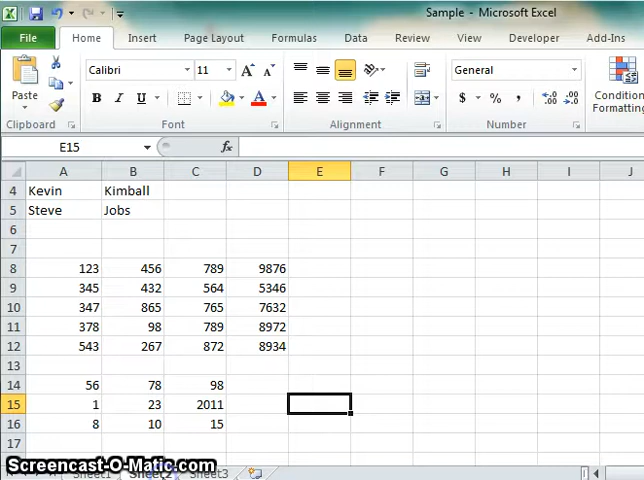 Sample - Microsoft Excel
File Home Insert Page Layout Formulas Data Review View Developer Add-Ins
Calibri 11 General Conditional
Paste B I U A $ % , Formatting
Clipboard Font Alignment Number
E15 fx
A B C D E F G H I J
4 Kevin Kimball
5 Steve Jobs
6
7
8 123 456 789 9876
9 345 432 564 5346
10 347 865 765 7632
11 378 98 789 8972
12 543 267 872 8934
13
14 56 78 98
15 1 23 2011
16 8 10 15
17
Screencast-O-Matic.com
Sheet1 Sheet2 Sheet3